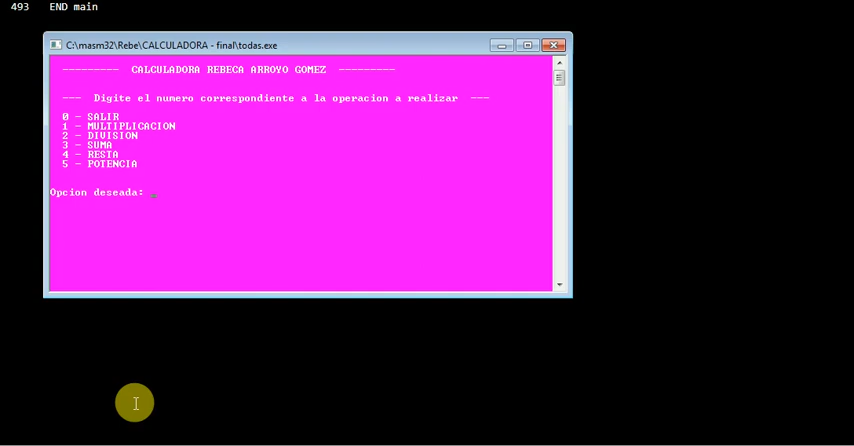 493 END main
C:\masm32\Rebe\CALCULADORA - final\todas.exe
--------- CALCULADORA REBECA ARROYO GOMEZ ---------
--- Digite el numero correspondiente a la operacion a realizar ---
0 - SALIR
1 - MULTIPLICACION
2 - DIVISION
3 - SUMA
4 - RESTA
5 - POTENCIA
Opcion deseada: